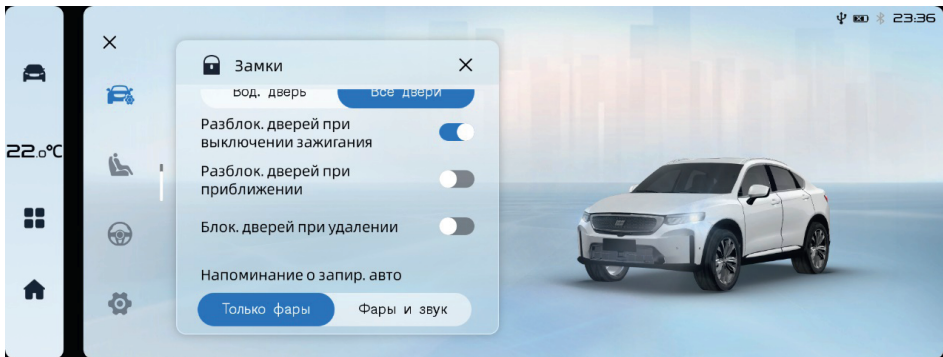 23:36
Замки
Вод. дверь
Все двери
Разблок. дверей при
выключении зажигания
22.0°C
Разблок. дверей при
приближении
Блок. дверей при удалении
Напоминание о запир. авто
Только фары
Фары и звук